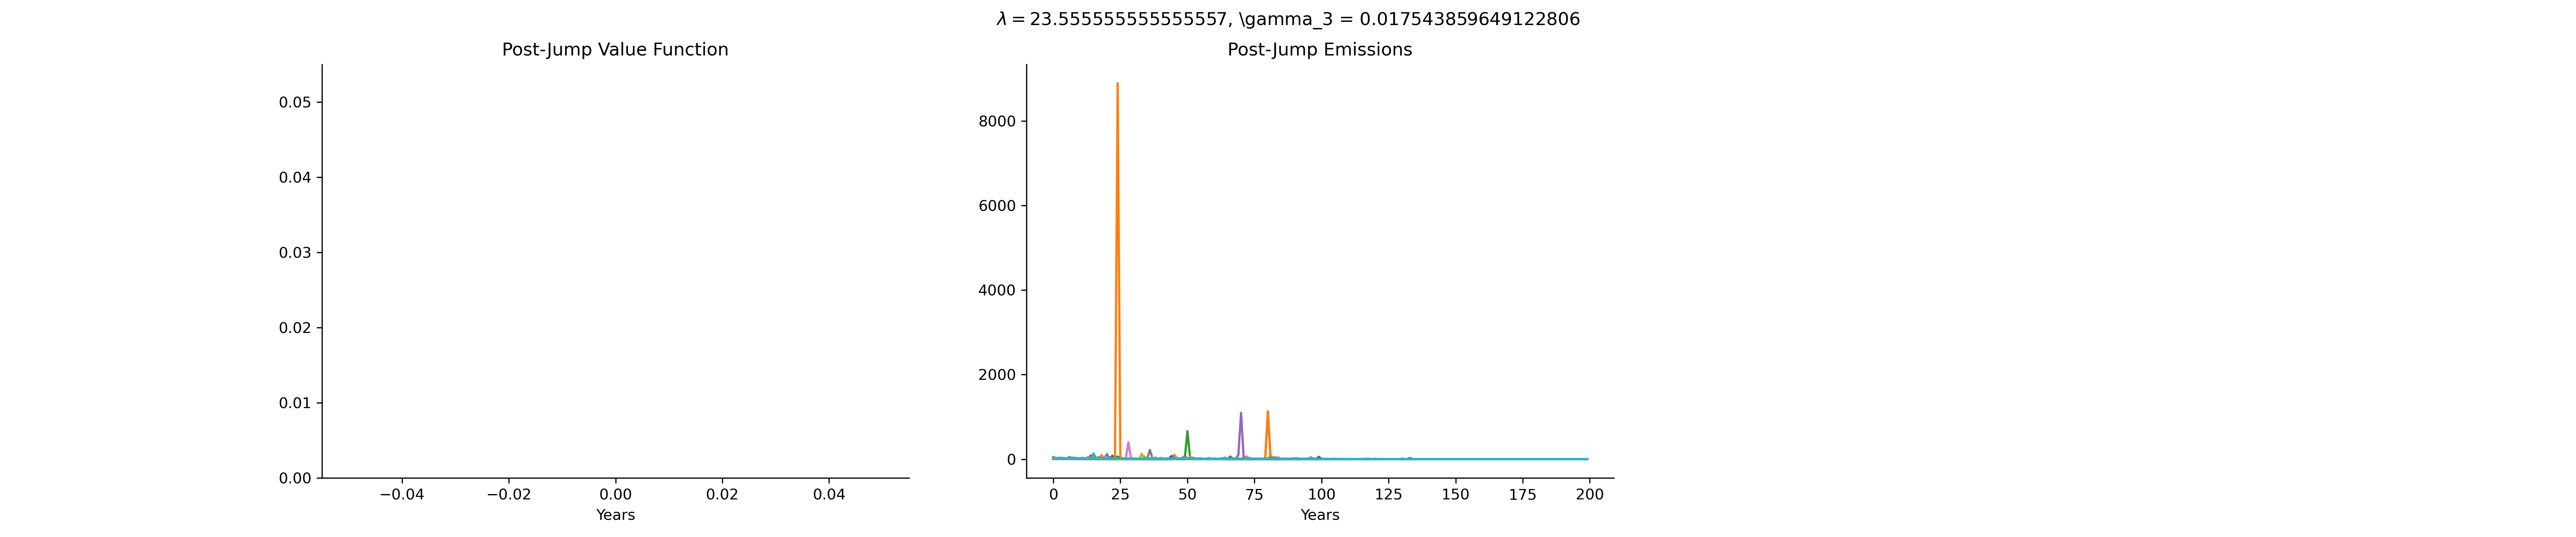 λ = 23.555555555555557, \gamma_3 = 0.017543859649122806
Post-Jump Value Function
0.05
0.04
0.03
0.02
0.01
0.00
−0.04 −0.02 0.00 0.02 0.04
Years
Post-Jump Emissions
8000
6000
4000
2000
0
0 25 50 75 100 125 150 175 200
Years